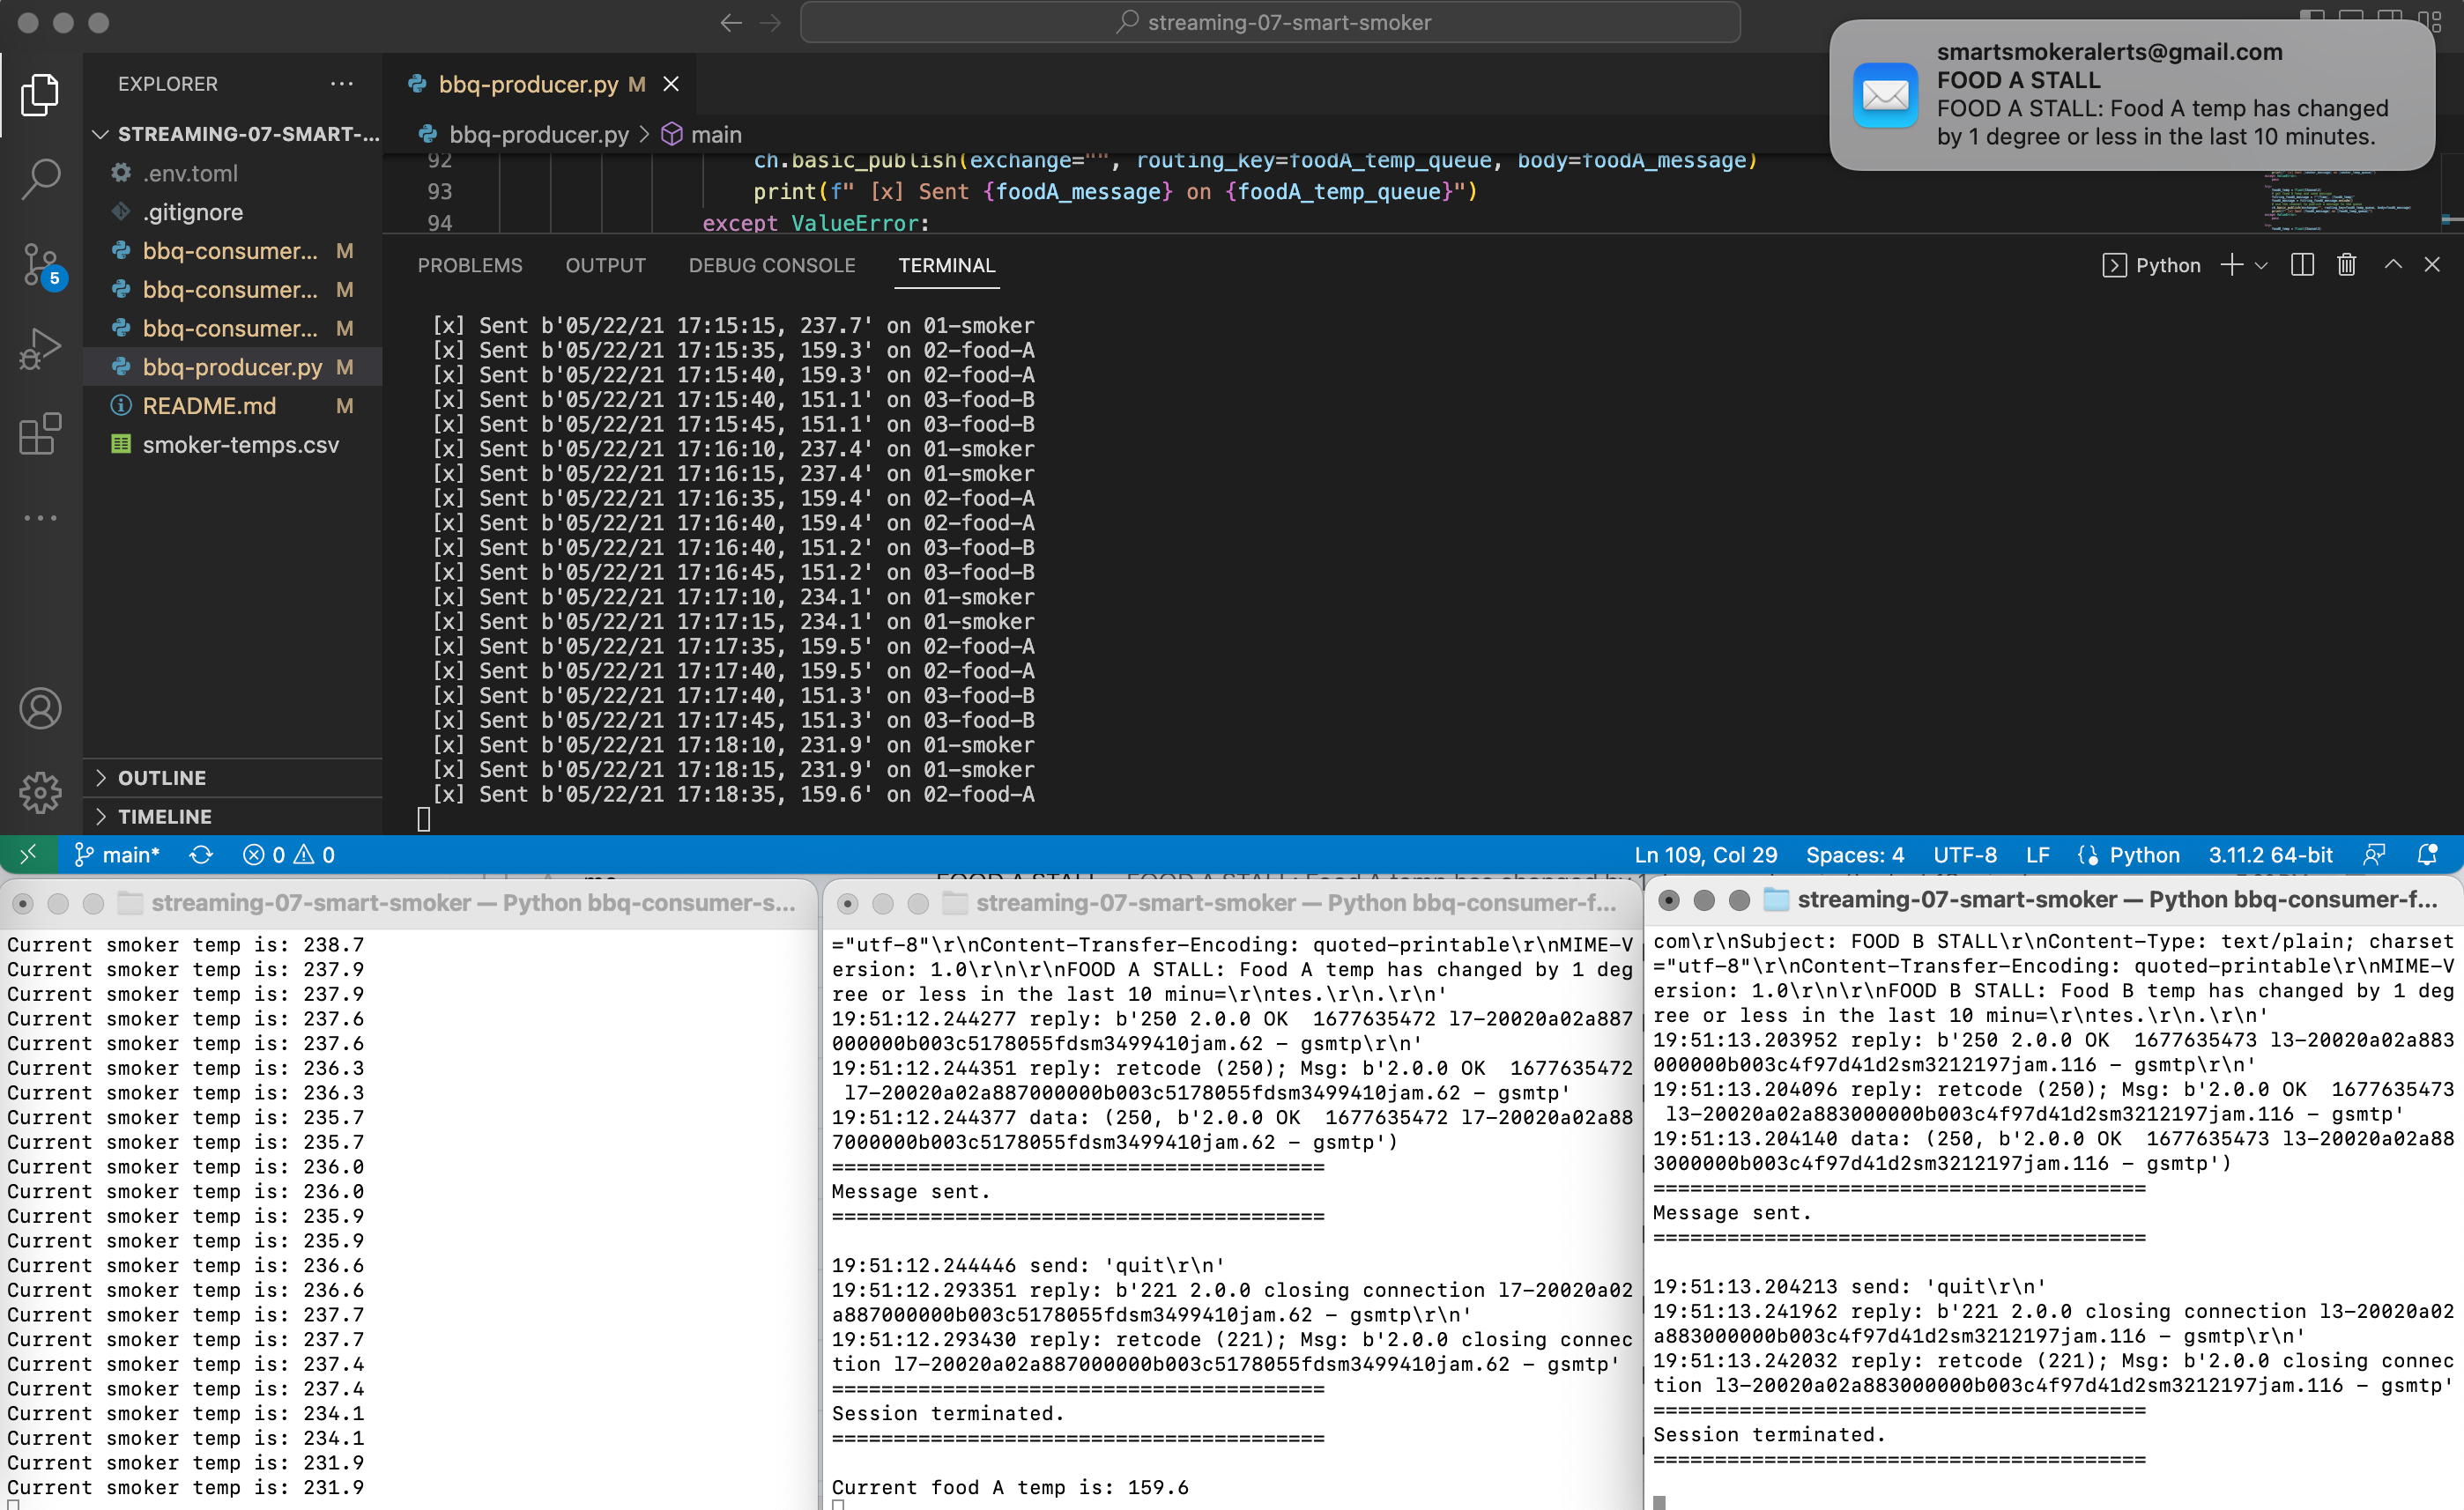 streaming-07-smart-smoker
smartsmokeralerts@gmail.com
FOOD A STALL
FOOD A STALL: Food A temp has changed
by 1 degree or less in the last 10 minutes.
EXPLORER
STREAMING-07-SMART-...
.env.toml
.gitignore
bbq-consumer... M
bbq-consumer... M
bbq-consumer... M
bbq-producer.py M
README.md M
smoker-temps.csv
5
OUTLINE
TIMELINE
bbq-producer.py M
bbq-producer.py > main
92 ch.basic_publish(exchange="", routing_key=foodA_temp_queue, body=foodA_message)
93 print(f" [x] Sent {foodA_message} on {foodA_temp_queue}")
94 except ValueError:
PROBLEMS OUTPUT DEBUG CONSOLE TERMINAL
Python
[x] Sent b'05/22/21 17:15:15, 237.7' on 01-smoker
[x] Sent b'05/22/21 17:15:35, 159.3' on 02-food-A
[x] Sent b'05/22/21 17:15:40, 159.3' on 02-food-A
[x] Sent b'05/22/21 17:15:40, 151.1' on 03-food-B
[x] Sent b'05/22/21 17:15:45, 151.1' on 03-food-B
[x] Sent b'05/22/21 17:16:10, 237.4' on 01-smoker
[x] Sent b'05/22/21 17:16:15, 237.4' on 01-smoker
[x] Sent b'05/22/21 17:16:35, 159.4' on 02-food-A
[x] Sent b'05/22/21 17:16:40, 159.4' on 02-food-A
[x] Sent b'05/22/21 17:16:40, 151.2' on 03-food-B
[x] Sent b'05/22/21 17:16:45, 151.2' on 03-food-B
[x] Sent b'05/22/21 17:17:10, 234.1' on 01-smoker
[x] Sent b'05/22/21 17:17:15, 234.1' on 01-smoker
[x] Sent b'05/22/21 17:17:35, 159.5' on 02-food-A
[x] Sent b'05/22/21 17:17:40, 159.5' on 02-food-A
[x] Sent b'05/22/21 17:17:40, 151.3' on 03-food-B
[x] Sent b'05/22/21 17:17:45, 151.3' on 03-food-B
[x] Sent b'05/22/21 17:18:10, 231.9' on 01-smoker
[x] Sent b'05/22/21 17:18:15, 231.9' on 01-smoker
[x] Sent b'05/22/21 17:18:35, 159.6' on 02-food-A
main* 0 0 Ln 109, Col 29 Spaces: 4 UTF-8 LF Python 3.11.2 64-bit
streaming-07-smart-smoker — Python bbq-consumer-s...
Current smoker temp is: 238.7
Current smoker temp is: 237.9
Current smoker temp is: 237.9
Current smoker temp is: 237.6
Current smoker temp is: 237.6
Current smoker temp is: 236.3
Current smoker temp is: 236.3
Current smoker temp is: 235.7
Current smoker temp is: 235.7
Current smoker temp is: 236.0
Current smoker temp is: 236.0
Current smoker temp is: 235.9
Current smoker temp is: 235.9
Current smoker temp is: 236.6
Current smoker temp is: 236.6
Current smoker temp is: 237.7
Current smoker temp is: 237.7
Current smoker temp is: 237.4
Current smoker temp is: 237.4
Current smoker temp is: 234.1
Current smoker temp is: 234.1
Current smoker temp is: 231.9
Current smoker temp is: 231.9
streaming-07-smart-smoker — Python bbq-consumer-f...
="utf-8"\r\nContent-Transfer-Encoding: quoted-printable\r\nMIME-V
ersion: 1.0\r\n\r\nFOOD A STALL: Food A temp has changed by 1 deg
ree or less in the last 10 minu=\r\ntes.\r\n.\r\n'
19:51:12.244277 reply: b'250 2.0.0 OK  1677635472 l7-20020a02a887
000000b003c5178055fdsm3499410jam.62 - gsmtp\r\n'
19:51:12.244351 reply: retcode (250); Msg: b'2.0.0 OK  1677635472
l7-20020a02a887000000b003c5178055fdsm3499410jam.62 - gsmtp'
19:51:12.244377 data: (250, b'2.0.0 OK  1677635472 l7-20020a02a88
7000000b003c5178055fdsm3499410jam.62 - gsmtp')
========================================
Message sent.
========================================
19:51:12.244446 send: 'quit\r\n'
19:51:12.293351 reply: b'221 2.0.0 closing connection l7-20020a02
a887000000b003c5178055fdsm3499410jam.62 - gsmtp\r\n'
19:51:12.293430 reply: retcode (221); Msg: b'2.0.0 closing connec
tion l7-20020a02a887000000b003c5178055fdsm3499410jam.62 - gsmtp'
========================================
Session terminated.
========================================
Current food A temp is: 159.6
streaming-07-smart-smoker — Python bbq-consumer-f...
com\r\nSubject: FOOD B STALL\r\nContent-Type: text/plain; charset
="utf-8"\r\nContent-Transfer-Encoding: quoted-printable\r\nMIME-V
ersion: 1.0\r\n\r\nFOOD B STALL: Food B temp has changed by 1 deg
ree or less in the last 10 minu=\r\ntes.\r\n.\r\n'
19:51:13.203952 reply: b'250 2.0.0 OK  1677635473 l3-20020a02a883
000000b003c4f97d41d2sm3212197jam.116 - gsmtp\r\n'
19:51:13.204096 reply: retcode (250); Msg: b'2.0.0 OK  1677635473
l3-20020a02a883000000b003c4f97d41d2sm3212197jam.116 - gsmtp'
19:51:13.204140 data: (250, b'2.0.0 OK  1677635473 l3-20020a02a88
3000000b003c4f97d41d2sm3212197jam.116 - gsmtp')
========================================
Message sent.
========================================
19:51:13.204213 send: 'quit\r\n'
19:51:13.241962 reply: b'221 2.0.0 closing connection l3-20020a02
a883000000b003c4f97d41d2sm3212197jam.116 - gsmtp\r\n'
19:51:13.242032 reply: retcode (221); Msg: b'2.0.0 closing connec
tion l3-20020a02a883000000b003c4f97d41d2sm3212197jam.116 - gsmtp'
========================================
Session terminated.
========================================